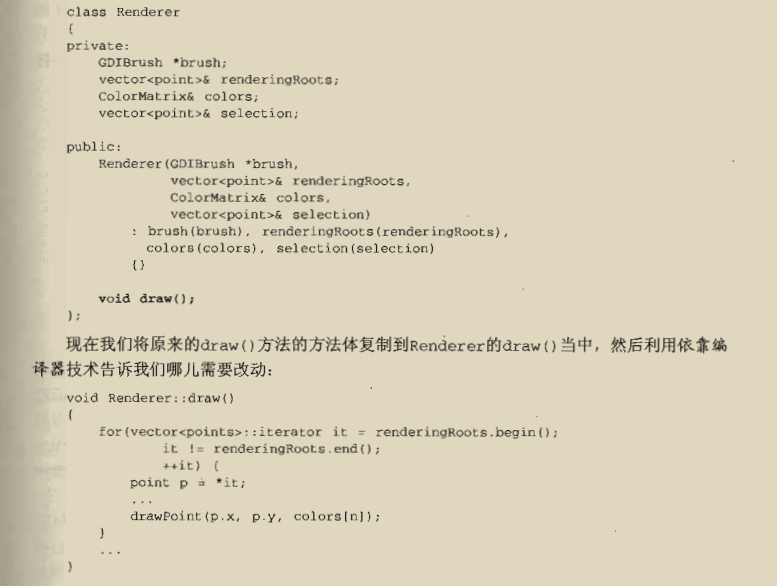 class Renderer
{
private:
    GDIBrush *brush;
    vector<point>& renderingRoots;
    ColorMatrix& colors;
    vector<point>& selection;

public:
    Renderer(GDIBrush *brush,
             vector<point>& renderingRoots,
             ColorMatrix& colors,
             vector<point>& selection)
        : brush(brush), renderingRoots(renderingRoots),
          colors(colors), selection(selection)
        {}

    void draw();
};
现在我们将原来的draw()方法的方法体复制到Renderer的draw()当中，然后利用依靠编
译器技术告诉我们哪儿需要改动：
void Renderer::draw()
{
    for(vector<points>::iterator it = renderingRoots.begin();
            it != renderingRoots.end();
            ++it) {
        point p = *it;
        ...
        drawPoint(p.x, p.y, colors[n]);
    }
    ...
}